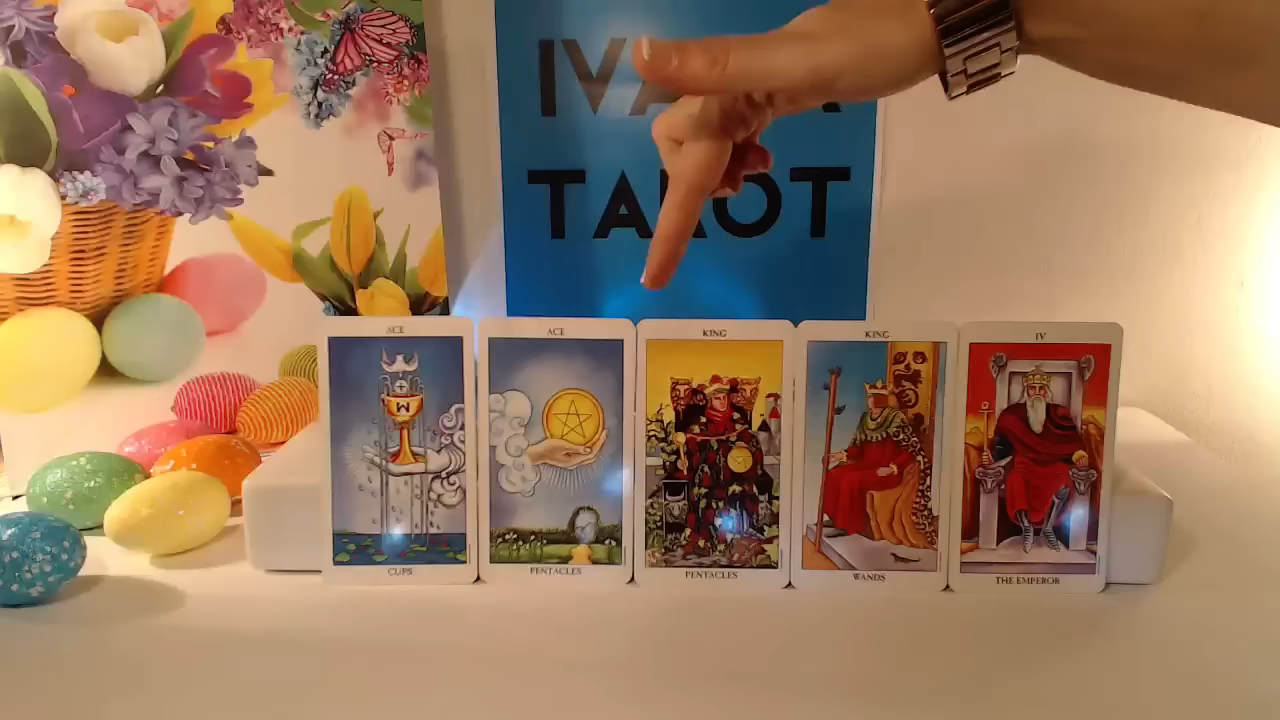 TAROT
ACE
ACE
KING
KING
IV
CUPS
PENTACLES
PENTACLES
WANDS
THE EMPEROR